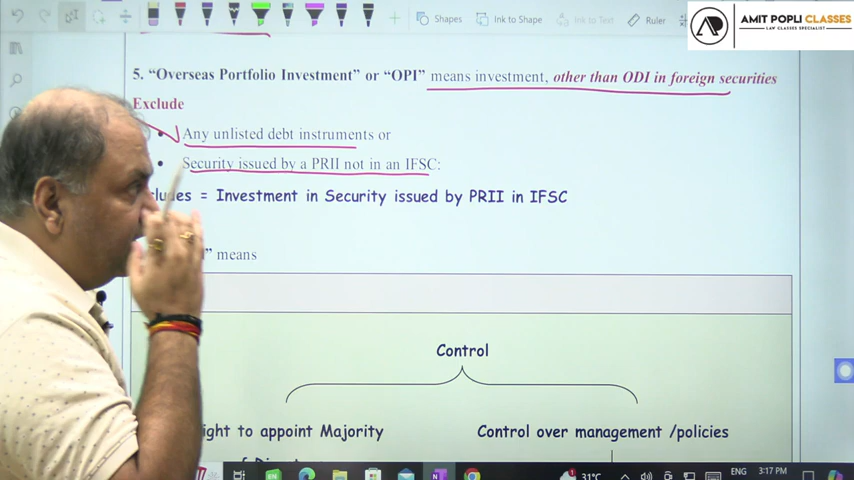 Shapes
Ink to Shape
Ink to Text
Ruler
AMIT POPLI CLASSES
LAW CLASSES SPECIALIST
5. “Overseas Portfolio Investment” or “OPI” means investment, other than ODI in foreign securities
Exclude
• Any unlisted debt instruments or
• Security issued by a PRII not in an IFSC:
= Investment in Security issued by PRII in IFSC
” means
Control
to appoint Majority
Control over management /policies
31°C
ENG
3:17 PM